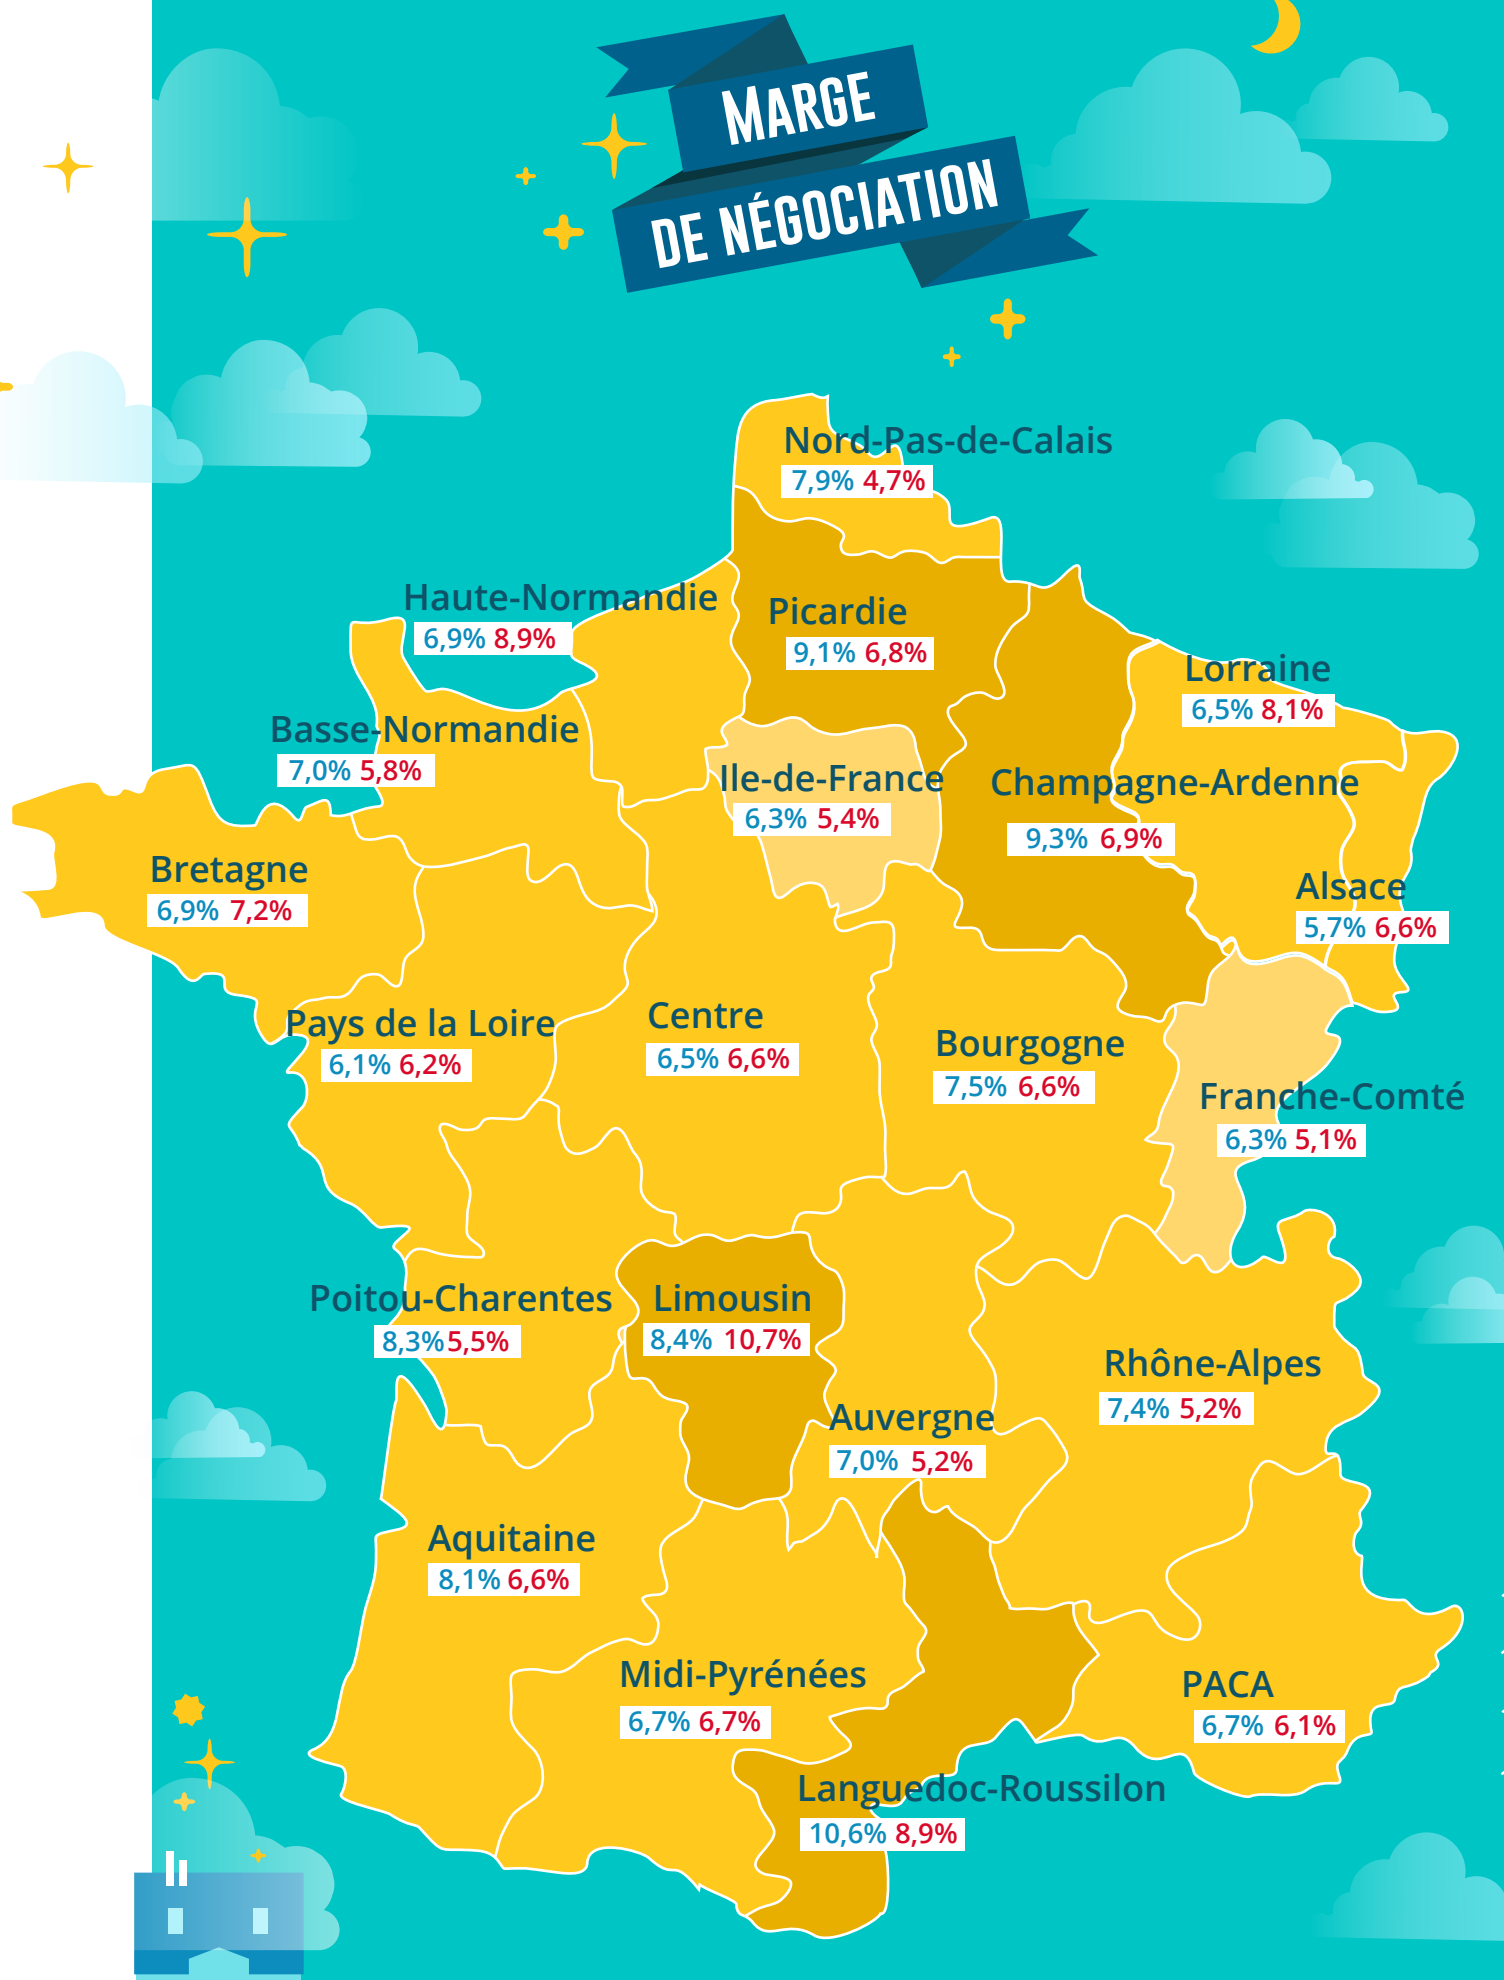 MARGE
DE NÉGOCIATION
Nord-Pas-de-Calais
7,9% 4,7%
Haute-Normandie
6,9% 8,9%
Picardie
9,1% 6,8%
Lorraine
6,5% 8,1%
Basse-Normandie
7,0% 5,8%
Ile-de-France
6,3% 5,4%
Champagne-Ardenne
9,3% 6,9%
Bretagne
6,9% 7,2%
Alsace
5,7% 6,6%
Pays de la Loire
6,1% 6,2%
Centre
6,5% 6,6%
Bourgogne
7,5% 6,6%
Franche-Comté
6,3% 5,1%
Poitou-Charentes
8,3% 5,5%
Limousin
8,4% 10,7%
Rhône-Alpes
7,4% 5,2%
Auvergne
7,0% 5,2%
Aquitaine
8,1% 6,6%
Midi-Pyrénées
6,7% 6,7%
PACA
6,7% 6,1%
Languedoc-Roussilon
10,6% 8,9%